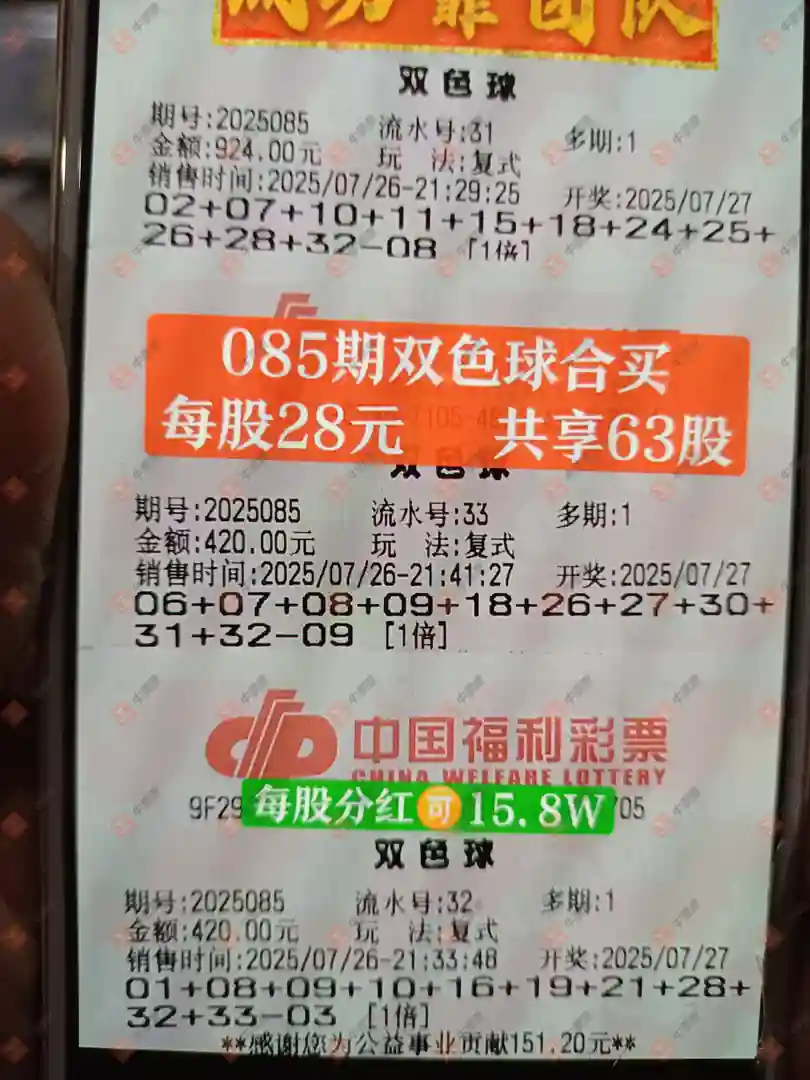 成功靠团队
双色球
期号:2025085 流水号:31 多期:1
金额:924.00元 玩 法:复式
销售时间:2025/07/26-21:29:25 开奖:2025/07/27
02+07+10+11+15+18+24+25+
26+28+32-08 [1倍]
085期双色球合买
每股28元 共享63股
双色球
期号:2025085 流水号:33 多期:1
金额:420.00元 玩 法:复式
销售时间:2025/07/26-21:41:27 开奖:2025/07/27
06+07+08+09+18+26+27+30+
31+32-09 [1倍]
中国福利彩票
CHINA WELFARE LOTTERY
9F29 每股分红可15.8W 705
双色球
期号:2025085 流水号:32 多期:1
金额:420.00元 玩 法:复式
销售时间:2025/07/26-21:33:48 开奖:2025/07/27
01+08+09+10+16+19+21+28+
32+33-03 [1倍]
**感谢您为公益事业贡献151.20元**